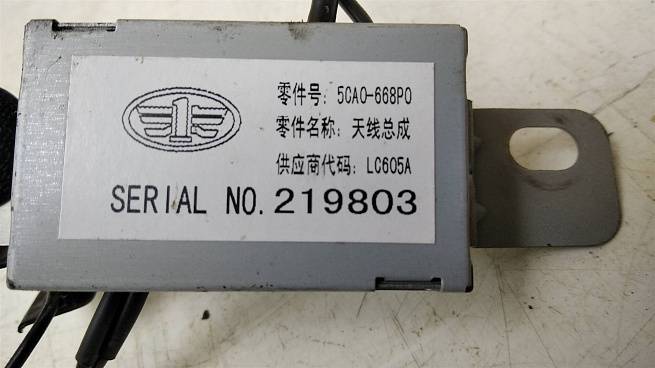 1
零件号: 5CA0-668P0
零件名称: 天线总成
供应商代码: LC605A
SERIAL NO. 219803